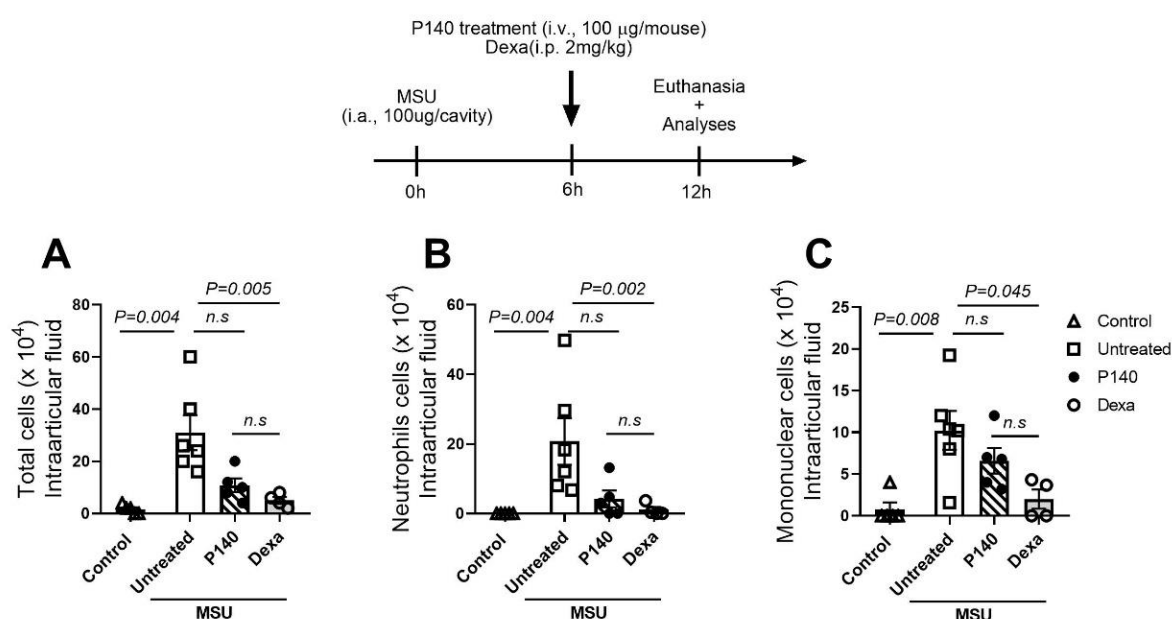 P140 treatment (i.v., 100 µg/mouse)
Dexa(i.p. 2mg/kg)
MSU
(i.a., 100ug/cavity)
Euthanasia
+
Analyses
0h
6h
12h
A
Total cells (x 10⁴)
Intraarticular fluid
80
60
40
20
0
P=0.005
P=0.004
n.s
n.s
Control
Untreated
P140
Dexa
MSU
B
Neutrophils cells (x 10⁴)
Intraarticular fluid
60
40
20
0
P=0.002
P=0.004
n.s
n.s
Control
Untreated
P140
Dexa
MSU
C
Mononuclear cells (x 10⁴)
Intraarticular fluid
25
20
15
10
5
0
P=0.045
P=0.008
n.s
n.s
Control
Untreated
P140
Dexa
MSU
Control
Untreated
P140
Dexa